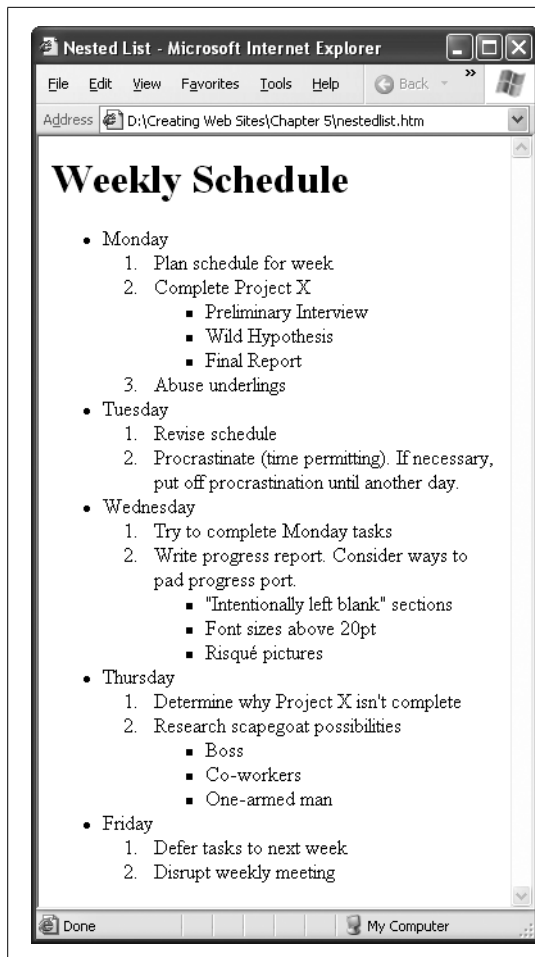 Nested List - Microsoft Internet Explorer
File Edit View Favorites Tools Help Back »
Address D:\Creating Web Sites\Chapter 5\nestedlist.htm
Weekly Schedule
• Monday
1. Plan schedule for week
2. Complete Project X
▪ Preliminary Interview
▪ Wild Hypothesis
▪ Final Report
3. Abuse underlings
• Tuesday
1. Revise schedule
2. Procrastinate (time permitting). If necessary,
put off procrastination until another day.
• Wednesday
1. Try to complete Monday tasks
2. Write progress report. Consider ways to
pad progress port.
▪ "Intentionally left blank" sections
▪ Font sizes above 20pt
▪ Risqué pictures
• Thursday
1. Determine why Project X isn't complete
2. Research scapegoat possibilities
▪ Boss
▪ Co-workers
▪ One-armed man
• Friday
1. Defer tasks to next week
2. Disrupt weekly meeting
Done My Computer